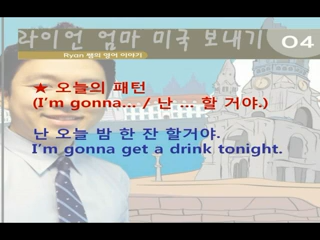 라이언 엄마 미국 보내기 04
Ryan 쌤의 영어 이야기
★ 오늘의 패턴
(I'm gonna... / 난 ... 할 거야.)
난 오늘 밤 한 잔 할거야.
I'm gonna get a drink tonight.